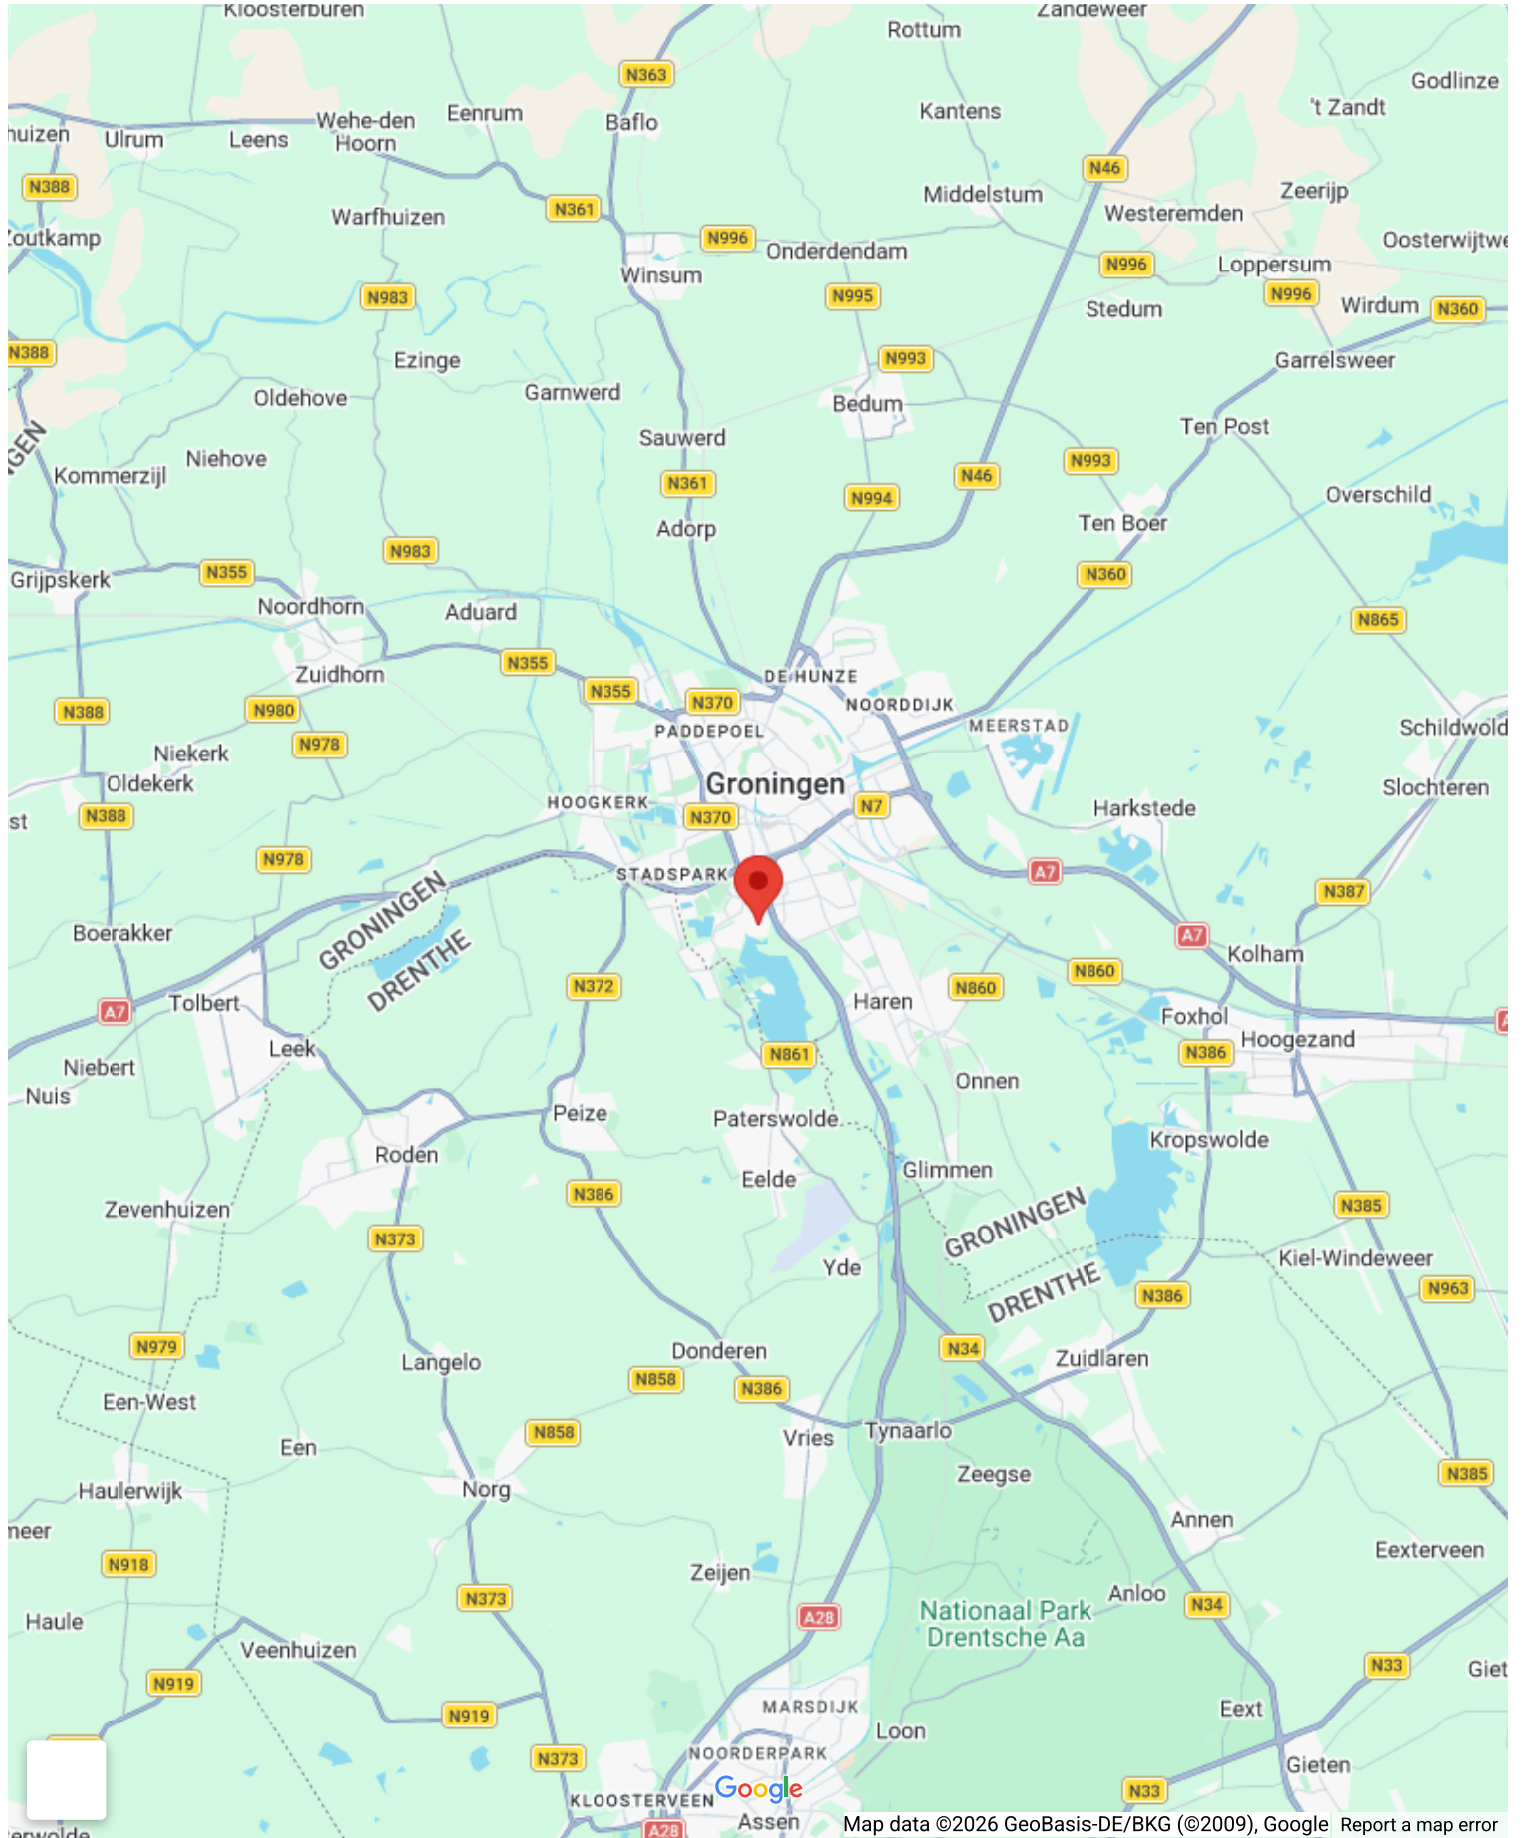 Kloosterburen
Zandeweer
Rottum
N363
Godlinze
't Zandt
Eenrum
Kantens
Wehe-den
Hoorn
Baflo
huizen
Ulrum
Leens
N46
N388
Middelstum
Zeerijp
N361
Warfhuizen
Westeremden
Zoutkamp
N996
Onderdendam
Oosterwijtwe
N996
Loppersum
Winsum
N983
N995
N996
Wirdum
N360
Stedum
N388
Ezinge
N993
Garrelsweer
Oldehove
Garnwerd
Bedum
Ten Post
NGEN
Sauwerd
Niehove
N993
Kommerzijl
N361
N46
N994
Overschild
Adorp
Ten Boer
N983
Grijpskerk
N355
N360
Noordhorn
Aduard
N865
N355
Zuidhorn
DE HUNZE
N355
N370
NOORDDIJK
N388
N980
PADDEPOEL
MEERSTAD
Schildwold
N978
Niekerk
Oldekerk
Groningen
Slochteren
HOOGKERK
N7
Harkstede
st
N388
N370
N978
STADSPARK
A7
N387
GRONINGEN
Boerakker
A7
Kolham
DRENTHE
N860
N372
N860
Tolbert
Haren
A7
Foxhol
A
Leek
Hoogezand
N861
N386
Niebert
Onnen
Nuis
Peize
Paterswolde
Kropswolde
Roden
Glimmen
Eelde
N386
Zevenhuizen
N385
GRONINGEN
N373
Kiel-Windeweer
Yde
DRENTHE
N963
N386
N979
Donderen
N34
Langelo
Zuidlaren
N858
N386
Een-West
N858
Tynaarlo
Vries
Een
Zeegse
N385
Haulerwijk
Norg
Annen
meer
Eexterveen
N918
Zeijen
Anloo
N373
N34
Nationaal Park
Drentsche Aa
A28
Haule
Veenhuizen
N33
Giet
N919
MARSDIJK
Eext
N919
Loon
NOORDERPARK
N373
Gieten
Google
N33
KLOOSTERVEEN
Assen
A28
erwolde
Map data ©2026 GeoBasis-DE/BKG (©2009), Google
Report a map error